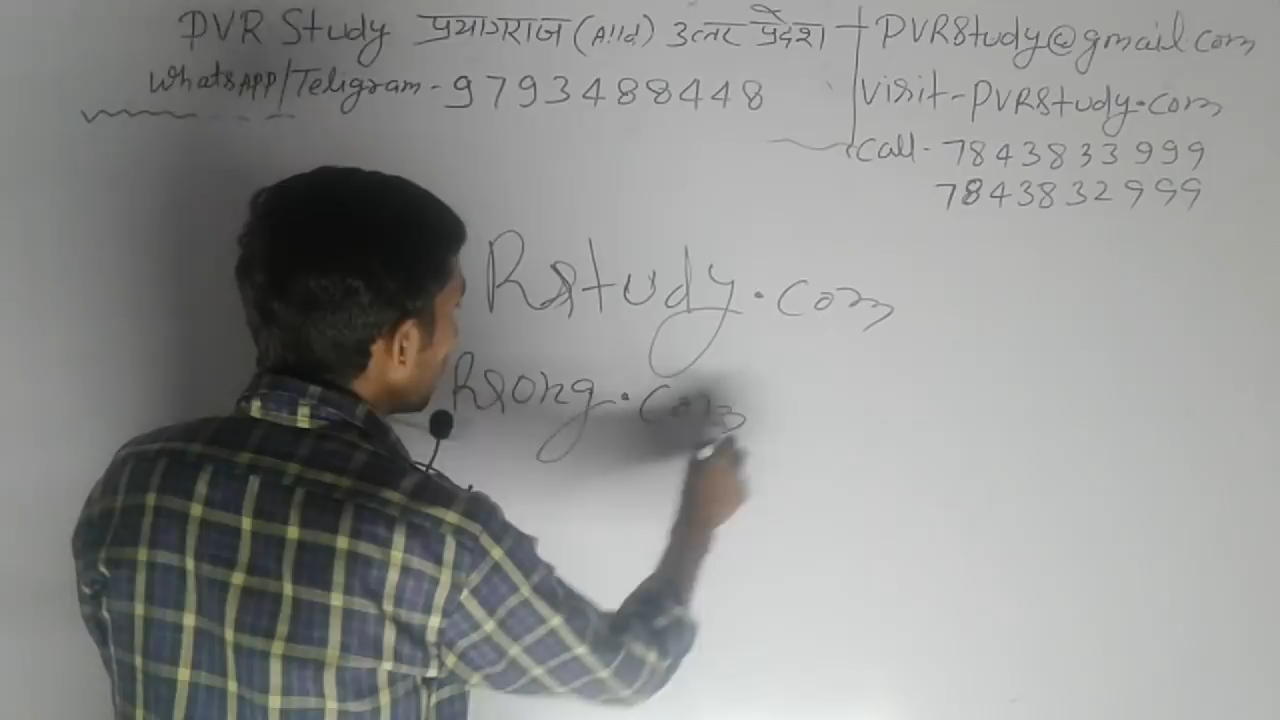 PVR Study प्रयागराज (Alld) उत्तर प्रदेश
WhatsAPP/Teligram - 9793488448
PVRStudy@gmail com
visit - PVRStudy.com
call - 7843833999
7843832999
Rstudy.com
Rsong.com